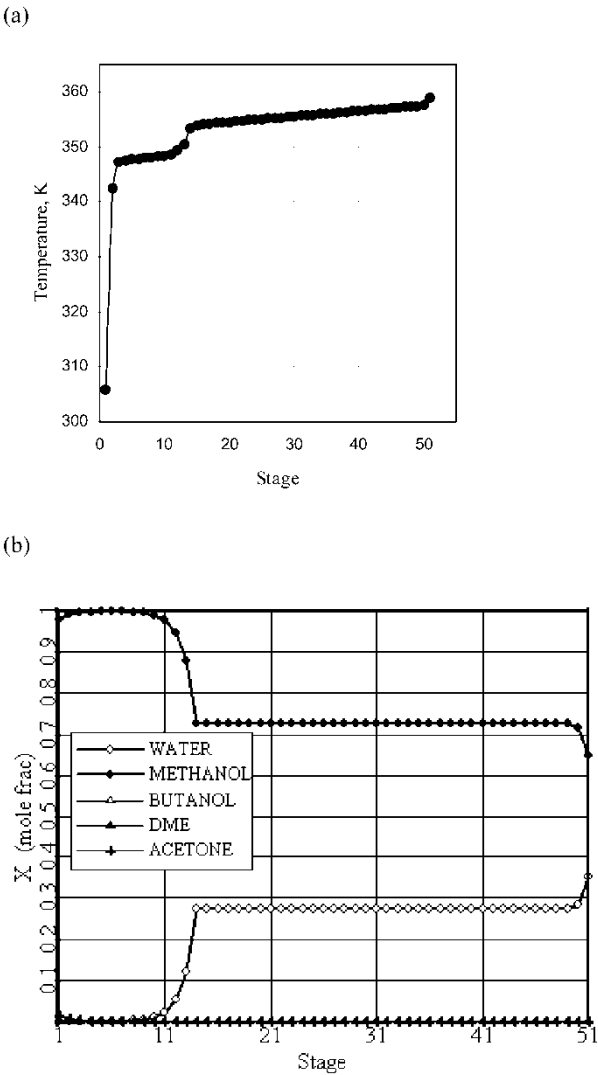 (a)
360
350
340
330
320
310
300
Temperature, K
0 10 20 30 40 50
Stage
(b)
1
0.9
0.8
0.7
0.6
0.5
0.4
0.3
0.2
0.1
X (mole frac)
WATER
METHANOL
BUTANOL
DME
ACETONE
1 11 21 31 41 51
Stage